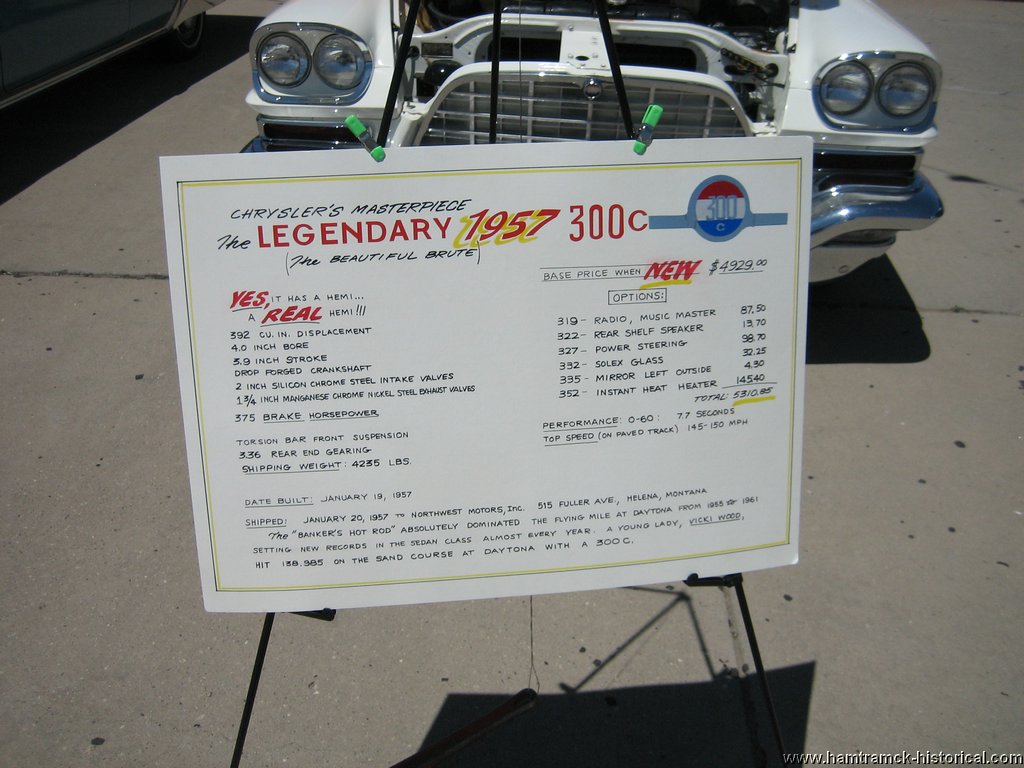 CHRYSLER'S MASTERPIECE
The LEGENDARY 1957 300C
(The BEAUTIFUL BRUTE)
300
C
YES, IT HAS A HEMI...
A REAL HEMI!!!
392 CU. IN. DISPLACEMENT
4.0 INCH BORE
3.9 INCH STROKE
DROP FORGED CRANKSHAFT
2 INCH SILICON CHROME STEEL INTAKE VALVES
1 3/4 INCH MANGANESE CHROME NICKEL STEEL EXHAUST VALVES
375 BRAKE HORSEPOWER
TORSION BAR FRONT SUSPENSION
3.36 REAR END GEARING
SHIPPING WEIGHT: 4235 LBS.
BASE PRICE WHEN NEW $4929.00
OPTIONS:
319 - RADIO, MUSIC MASTER 87.50
322 - REAR SHELF SPEAKER 13.70
327 - POWER STEERING 98.70
332 - SOLEX GLASS 32.25
335 - MIRROR LEFT OUTSIDE 4.30
352 - INSTANT HEAT HEATER 145.40
TOTAL: 5310.85
PERFORMANCE: 0-60: 7.7 SECONDS
TOP SPEED (ON PAVED TRACK) 145-150 MPH
DATE BUILT: JANUARY 19, 1957
SHIPPED: JANUARY 20, 1957 TO NORTHWEST MOTORS, INC. 515 FULLER AVE., HELENA, MONTANA
The "BANKER'S HOT ROD" ABSOLUTELY DOMINATED THE FLYING MILE AT DAYTONA FROM 1955 to 1961
SETTING NEW RECORDS IN THE SEDAN CLASS ALMOST EVERY YEAR. A YOUNG LADY, VICKI WOOD,
HIT 138.985 ON THE SAND COURSE AT DAYTONA WITH A 300C.
www.hamtramck-historical.com